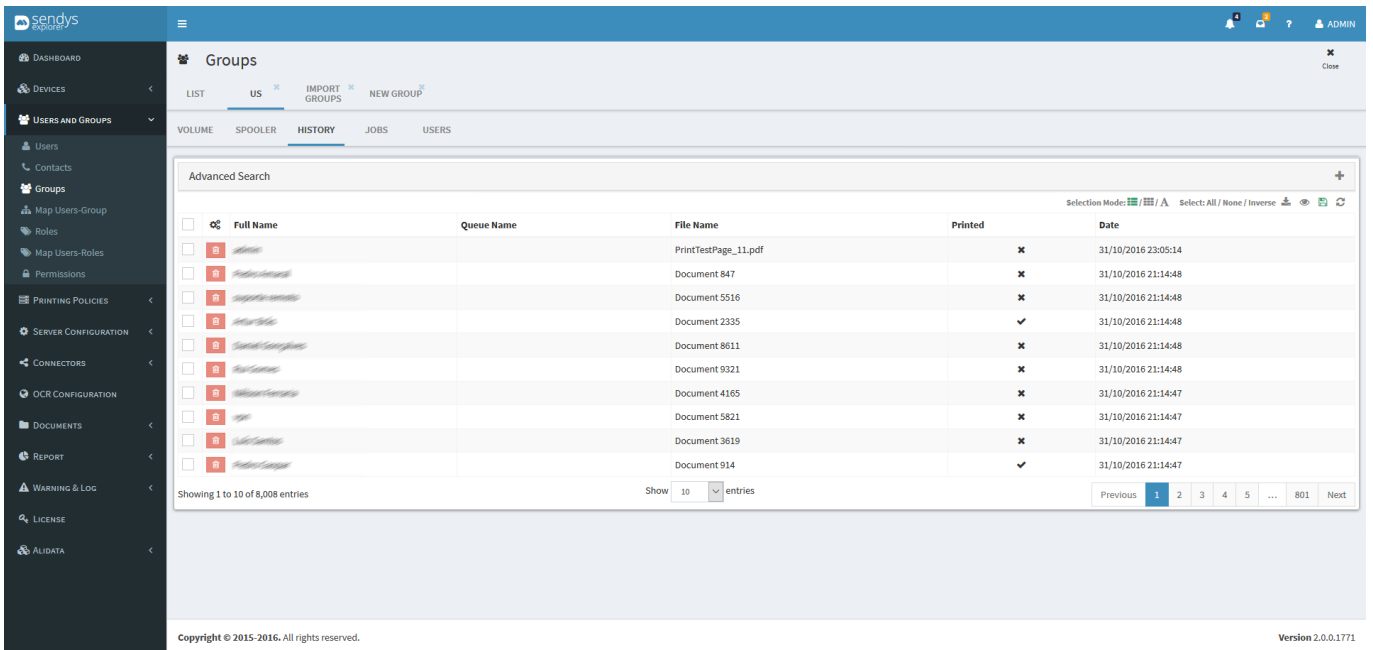 sendys
explorer
4
3
?
ADMIN
DASHBOARD
DEVICES
USERS AND GROUPS
Users
Contacts
Groups
Map Users-Group
Roles
Map Users-Roles
Permissions
PRINTING POLICIES
SERVER CONFIGURATION
CONNECTORS
OCR CONFIGURATION
DOCUMENTS
REPORT
WARNING & LOG
LICENSE
ALIDATA
Groups
Close
LIST US IMPORT GROUPS NEW GROUP
VOLUME SPOOLER HISTORY JOBS USERS
Advanced Search
Selection Mode: / / A Select: All / None / Inverse
Full Name Queue Name File Name Printed Date
PrintTestPage_11.pdf 31/10/2016 23:05:14
Document 847 31/10/2016 21:14:48
Document 5516 31/10/2016 21:14:48
Document 2335 31/10/2016 21:14:48
Document 8611 31/10/2016 21:14:48
Document 9321 31/10/2016 21:14:48
Document 4165 31/10/2016 21:14:47
Document 5821 31/10/2016 21:14:47
Document 3619 31/10/2016 21:14:47
Document 914 31/10/2016 21:14:47
Showing 1 to 10 of 8,008 entries Show 10 entries Previous 1 2 3 4 5 … 801 Next
Copyright © 2015-2016. All rights reserved. Version 2.0.0.1771